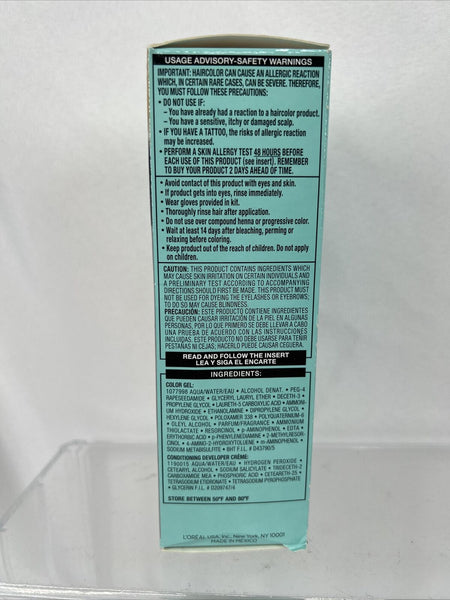 USAGE ADVISORY-SAFETY WARNINGS
IMPORTANT: HAIRCOLOR CAN CAUSE AN ALLERGIC REACTION
WHICH, IN CERTAIN RARE CASES, CAN BE SEVERE. THEREFORE,
YOU MUST FOLLOW THESE PRECAUTIONS:
• DO NOT USE IF:
– You have already had a reaction to a haircolor product.
– You have a sensitive, itchy or damaged scalp.
• IF YOU HAVE A TATTOO, the risks of allergic reaction
may be increased.
• PERFORM A SKIN ALLERGY TEST 48 HOURS BEFORE
EACH USE OF THIS PRODUCT (see insert). REMEMBER
TO BUY YOUR PRODUCT 2 DAYS AHEAD OF TIME.
• Avoid contact of this product with eyes and skin.
• If product gets into eyes, rinse immediately.
• Wear gloves provided in kit.
• Thoroughly rinse hair after application.
• Do not use over compound henna or progressive color.
• Wait at least 14 days after bleaching, perming or
relaxing before coloring.
• Keep product out of the reach of children. Do not apply
on children.
CAUTION: THIS PRODUCT CONTAINS INGREDIENTS WHICH
MAY CAUSE SKIN IRRITATION ON CERTAIN INDIVIDUALS AND
A PRELIMINARY TEST ACCORDING TO ACCOMPANYING
DIRECTIONS SHOULD FIRST BE MADE. THIS PRODUCT MUST
NOT BE USED FOR DYEING THE EYELASHES OR EYEBROWS;
TO DO SO MAY CAUSE BLINDNESS.
PRECAUCIÓN: ESTE PRODUCTO CONTIENE INGREDIENTES
QUE PUEDEN CAUSAR IRRITACIÓN DE LA PIEL EN ALGUNAS
PERSONAS, POR LO QUE PRIMERO SE DEBE LLEVAR A CABO
UNA PRUEBA DE ACUERDO CON LAS INSTRUCCIONES
INCLUIDAS. ESTE PRODUCTO NO DEBE USARSE PARA TEÑIR
PESTAÑAS NI CEJAS; HACERLO PUEDE CAUSAR CEGUERA.
READ AND FOLLOW THE INSERT
LEA Y SIGA EL ENCARTE
INGREDIENTS:
COLOR GEL:
1077998 AQUA/WATER/EAU • ALCOHOL DENAT. • PEG-4
RAPESEEDAMIDE • GLYCERYL LAURYL ETHER • DECETH-3
• PROPYLENE GLYCOL • LAURETH-5 CARBOXYLIC ACID • AMMONI-
UM HYDROXIDE • ETHANOLAMINE • DIPROPYLENE GLYCOL •
HEXYLENE GLYCOL • POLOXAMER 338 • POLYQUATERNIUM-6
• OLEYL ALCOHOL • PARFUM/FRAGRANCE • AMMONIUM
THIOLACTATE • RESORCINOL • p-AMINOPHENOL • EDTA •
ERYTHORBIC ACID • p-PHENYLENEDIAMINE • 2-METHYLRESOR-
CINOL • 4-AMINO-2-HYDROXYTOLUENE • m-AMINOPHENOL •
SODIUM METABISULFITE • BHT F.I.L. # D43790/5
CONDITIONING DEVELOPER CRÈME:
1190015 AQUA/WATER/EAU • HYDROGEN PEROXIDE •
CETEARYL ALCOHOL • SODIUM SALICYLATE • TRIDECETH-2
CARBOXAMIDE MEA • PHOSPHORIC ACID • CETEARETH-25 •
TETRASODIUM ETIDRONATE • TETRASODIUM PYROPHOSPHATE
• GLYCERIN F.I.L. # D209747/4
STORE BETWEEN 50°F AND 80°F
L'OREAL USA, Inc. New York, NY 10001
MADE IN MEXICO